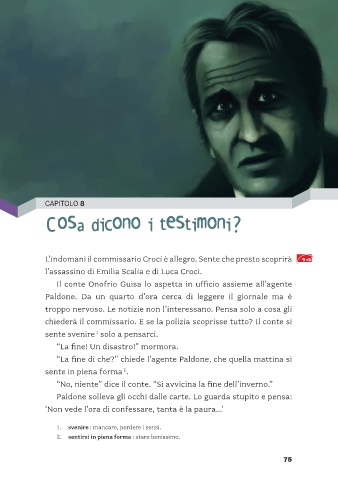 CAPITOLO 8
Cosa dicono i testimoni?
L'indomani il commissario Croci è allegro. Sente che presto scoprirà
l'assassino di Emilia Scalia e di Luca Croci.
Il conte Onofrio Guisa lo aspetta in ufficio assieme all'agente
Paldone. Da un quarto d'ora cerca di leggere il giornale ma è
troppo nervoso. Le notizie non l'interessano. Pensa solo a cosa gli
chiederà il commissario. E se la polizia scoprisse tutto? Il conte si
sente svenire¹ solo a pensarci.
"La fine! Un disastro!" mormora.
"La fine di che?" chiede l'agente Paldone, che quella mattina si
sente in piena forma².
"No, niente" dice il conte. "Si avvicina la fine dell'inverno."
Paldone solleva gli occhi dalle carte. Lo guarda stupito e pensa:
'Non vede l'ora di confessare, tanta è la paura...'
1. svenire : mancare, perdere i sensi.
2. sentirsi in piena forma : stare benissimo.
75